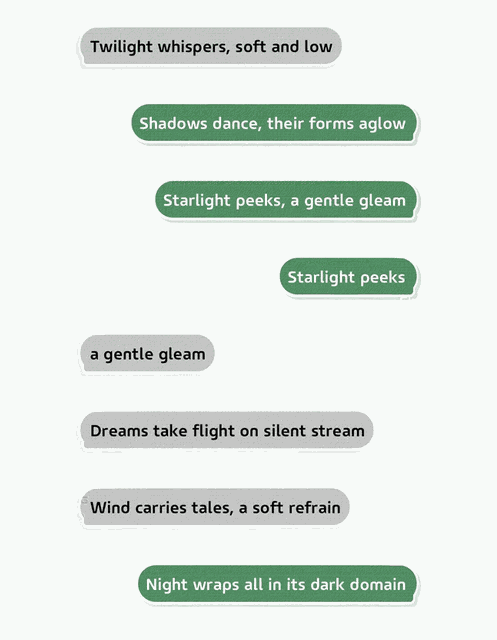 Twilight whispers, soft and low
Shadows dance, their forms aglow
Starlight peeks, a gentle gleam
Starlight peeks
a gentle gleam
Dreams take flight on silent stream
Wind carries tales, a soft refrain
Night wraps all in its dark domain